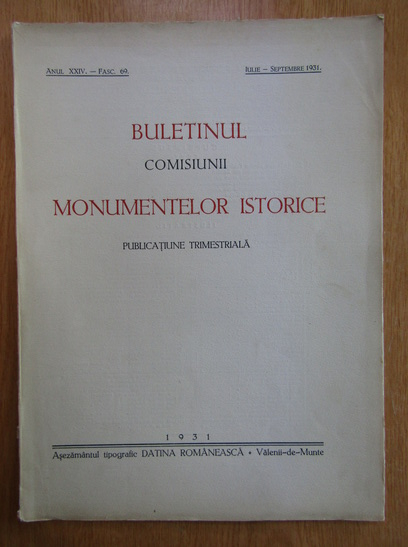 Anul XXIV. — Fasc. 69. Iulie — Septembre 1931.
BULETINUL
COMISIUNII
MONUMENTELOR ISTORICE
PUBLICAȚIUNE TRIMESTRIALĂ
1931
Așezământul tipografic DATINA ROMÂNEASCĂ • Vălenii-de-Munte